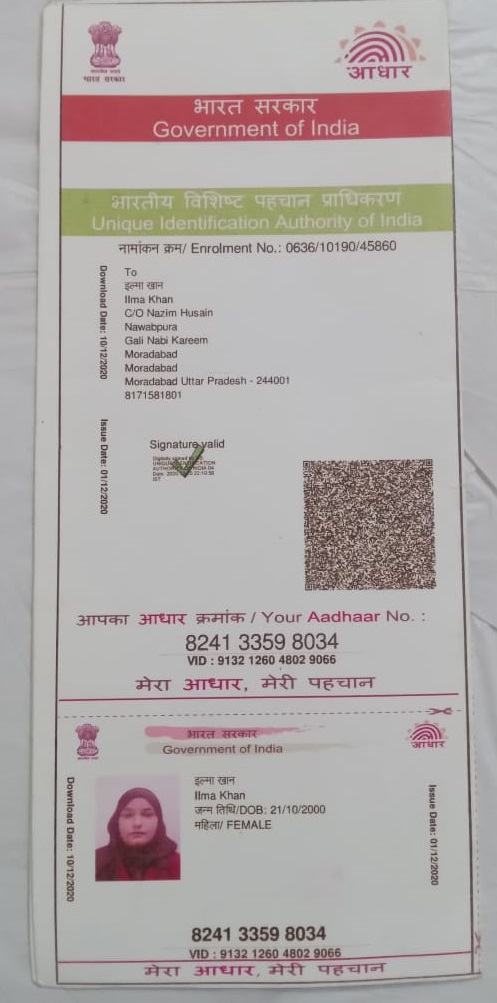 भारत सरकार
आधार
भारत सरकार
Government of India
भारतीय विशिष्ट पहचान प्राधिकरण
Unique Identification Authority of India
नामांकन क्रम/ Enrolment No.: 0636/10190/45860
Download Date: 10/12/2020
Issue Date: 01/12/2020
To
इल्मा खान
Ilma Khan
C/O Nazim Husain
Nawabpura
Gali Nabi Kareem
Moradabad
Moradabad
Moradabad Uttar Pradesh - 244001
8171581801
Signature valid
आपका आधार क्रमांक / Your Aadhaar No. :
8241 3359 8034
VID : 9132 1260 4802 9066
मेरा आधार, मेरी पहचान
भारत सरकार
Government of India
आधार
Download Date: 10/12/2020
इल्मा खान
Ilma Khan
जन्म तिथि/DOB: 21/10/2000
महिला/ FEMALE
Issue Date: 01/12/2020
8241 3359 8034
VID : 9132 1260 4802 9066
मेरा आधार, मेरी पहचान